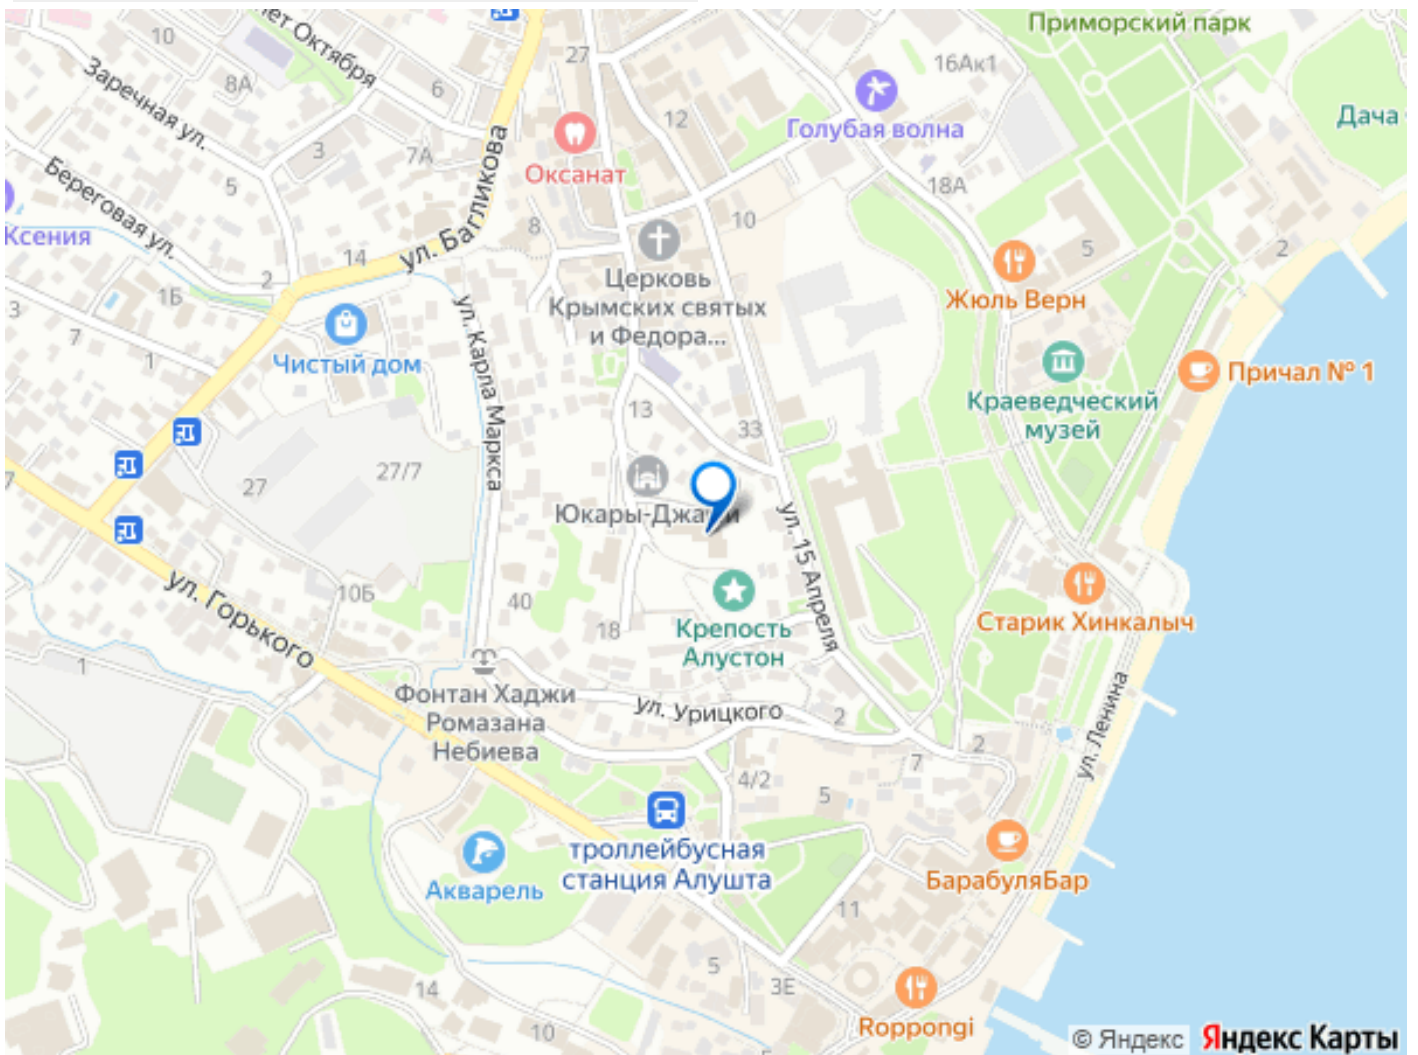 Приморский парк
10
27
16Ак1
лет Октября
8А
6
Заречная ул.
Дача
12
Голубая волна
3
7А
Оксанат
5
18А
Береговая ул.
ул. Багликова
8
10
Ксения
5
2
14
2
Церковь
Крымских святых
и Федора...
Жюль Верн
1Б
3
7
1
Чистый дом
ул. Карла Маркса
Причал № 1
Краеведческий
музей
13
33
27
27/7
7
Юкары-Джами
ул. 15 Апреля
ул. Горького
10Б
40
18
Крепость
Алустон
Старик Хинкалыч
1
Фонтан Хаджи
Ромазана
Небиева
ул. Урицкого
2
2
7
ул. Ленина
4/2
5
троллейбусная
станция Алушта
Акварель
БарабуляБар
11
5
3Е
14
10
Roppongi
© Яндекс Яндекс Карты